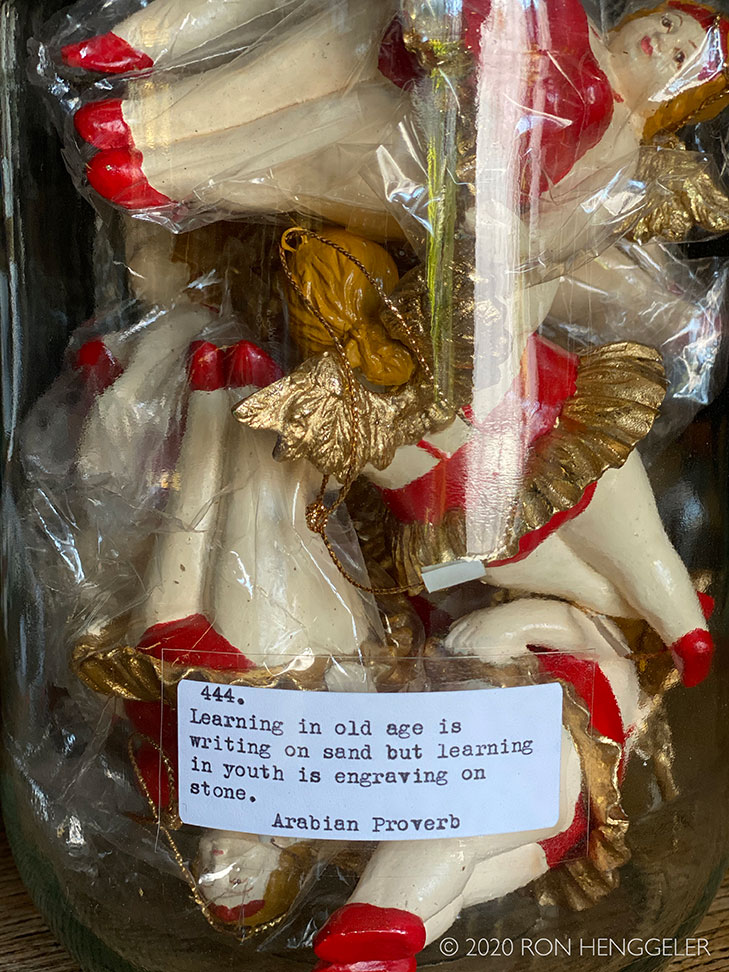 444.
Learning in old age is
writing on sand but learning
in youth is engraving on
stone.
Arabian Proverb
© 2020 RON HENGGELER